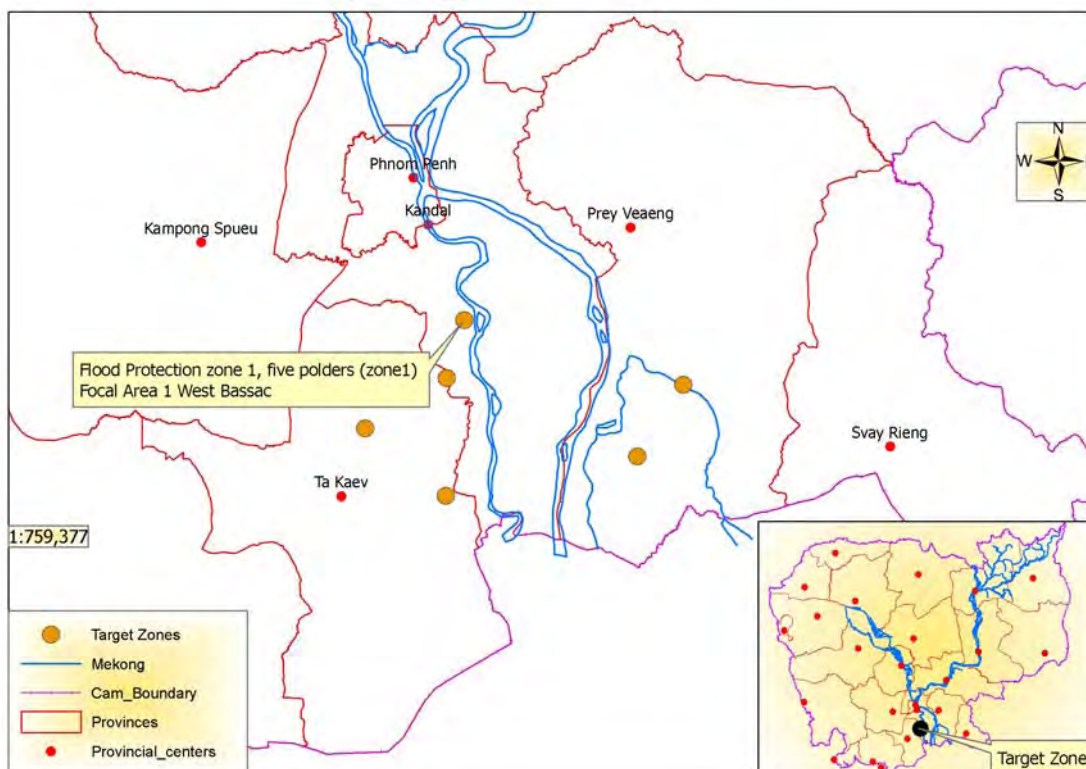 N
W E
S
Phnom Penh
Kandal
Prey Veaeng
Kampong Spueu
Flood Protection zone 1, five polders (zone1)
Focal Area 1 West Bassac
Svay Rieng
Ta Kaev
1:759,377
Target Zones
Mekong
Cam_Boundary
Provinces
Provincial_centers
Target Zone